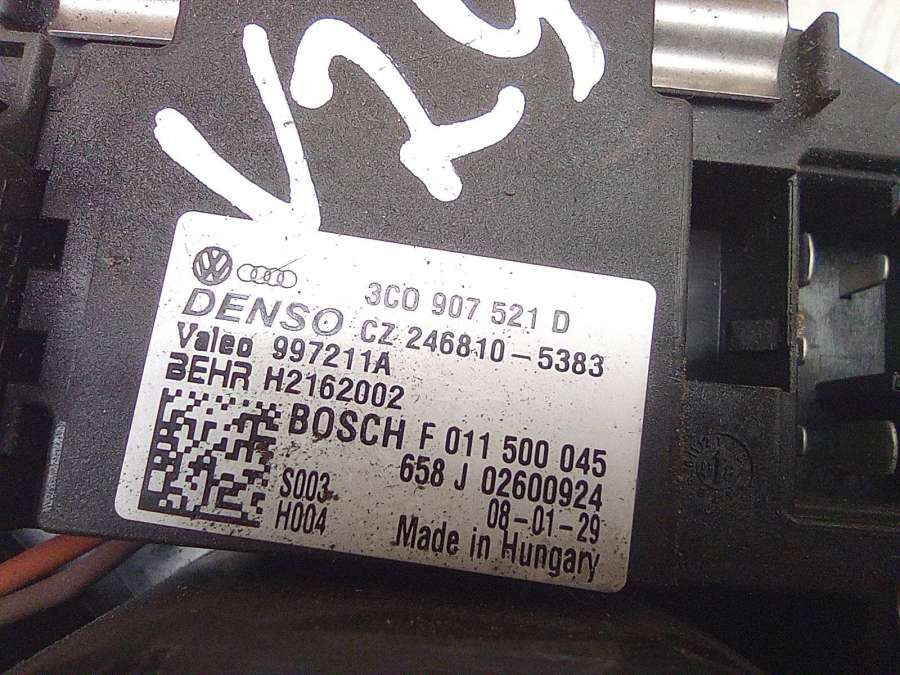 V29
3C0 907 521 D
DENSO CZ 246810-5383
Valeo 997211A
BEHR H2162002
BOSCH F 011 500 045
658 J 02600924
S003 08-01-29
H004 Made in Hungary